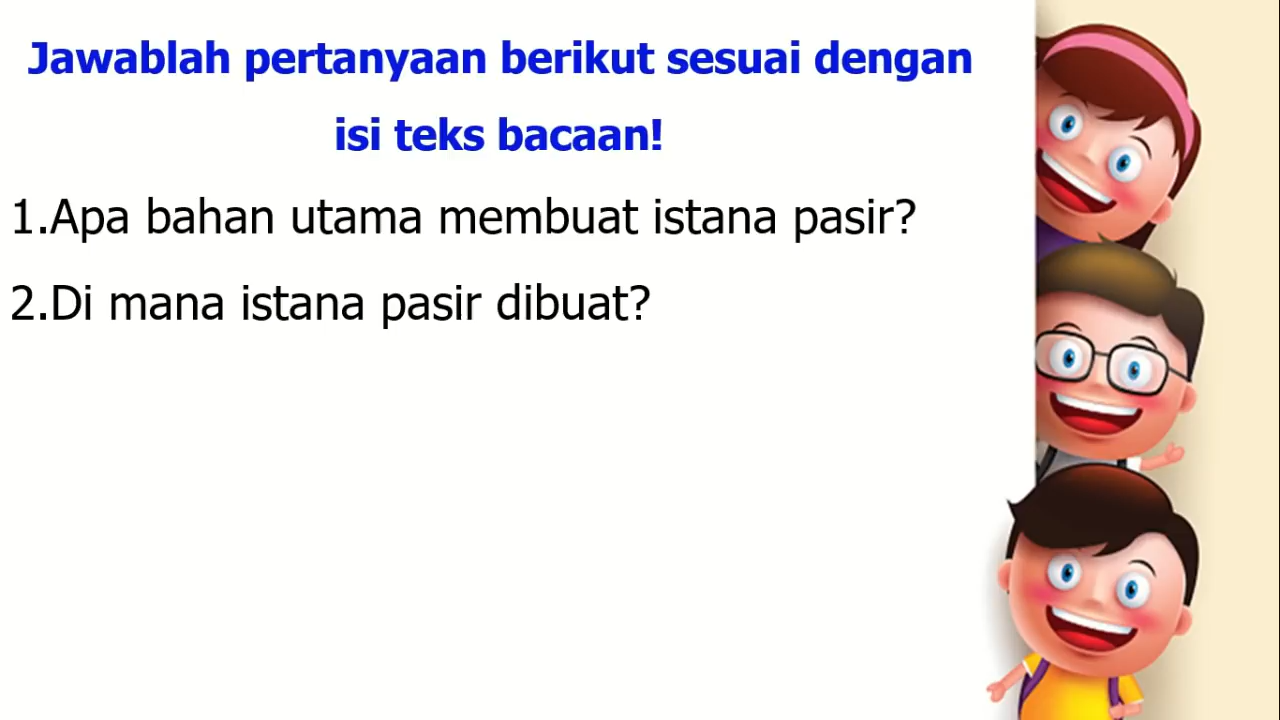 Jawablah pertanyaan berikut sesuai dengan
isi teks bacaan!
1.Apa bahan utama membuat istana pasir?
2.Di mana istana pasir dibuat?